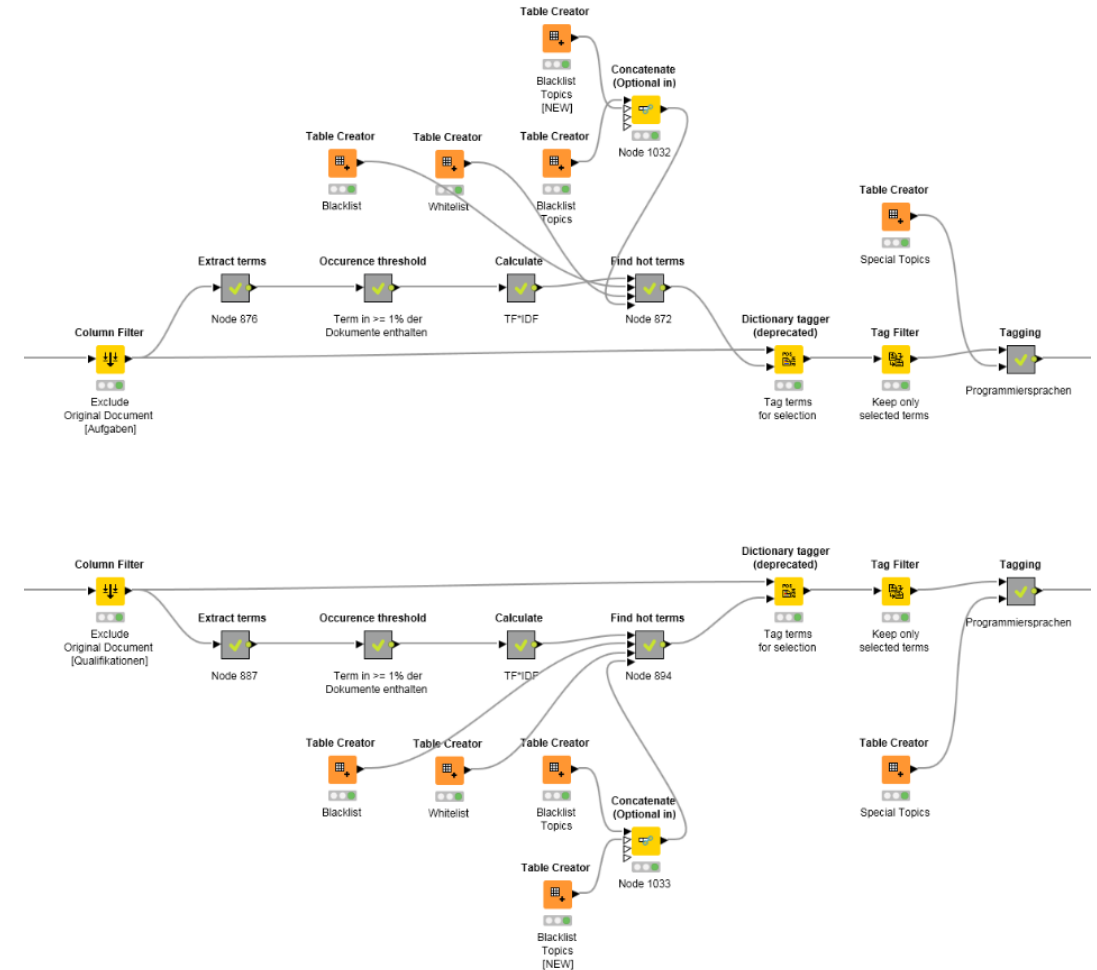 Table Creator
Blacklist
Topics
[NEW]
Concatenate
(Optional in)
Node 1032
Table Creator
Blacklist
Table Creator
Whitelist
Table Creator
Blacklist
Topics
Table Creator
Special Topics
Extract terms
Node 876
Occurence threshold
Term in >= 1% der
Dokumente enthalten
Calculate
TF*IDF
Find hot terms
Node 872
Column Filter
Exclude
Original Document
[Aufgaben]
Dictionary tagger
(deprecated)
Tag terms
for selection
Tag Filter
Keep only
selected terms
Tagging
Programmiersprachen
Column Filter
Exclude
Original Document
[Qualifikationen]
Dictionary tagger
(deprecated)
Tag terms
for selection
Tag Filter
Keep only
selected terms
Tagging
Programmiersprachen
Extract terms
Node 887
Occurence threshold
Term in >= 1% der
Dokumente enthalten
Calculate
TF*IDF
Find hot terms
Node 894
Table Creator
Blacklist
Table Creator
Whitelist
Table Creator
Blacklist
Topics
Concatenate
(Optional in)
Node 1033
Table Creator
Special Topics
Table Creator
Blacklist
Topics
[NEW]